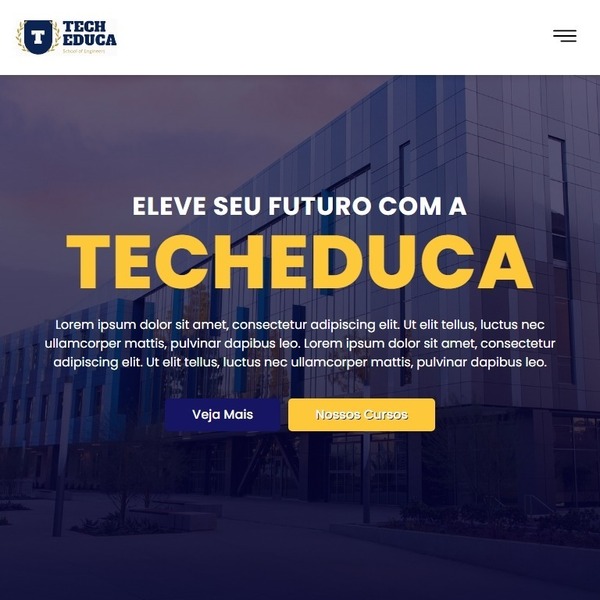 T
TECH
EDUCA
School of Engineers
ELEVE SEU FUTURO COM A
TECHEDUCA
Lorem ipsum dolor sit amet, consectetur adipiscing elit. Ut elit tellus, luctus nec
ullamcorper mattis, pulvinar dapibus leo. Lorem ipsum dolor sit amet, consectetur
adipiscing elit. Ut elit tellus, luctus nec ullamcorper mattis, pulvinar dapibus leo.
Veja Mais
Nossos Cursos